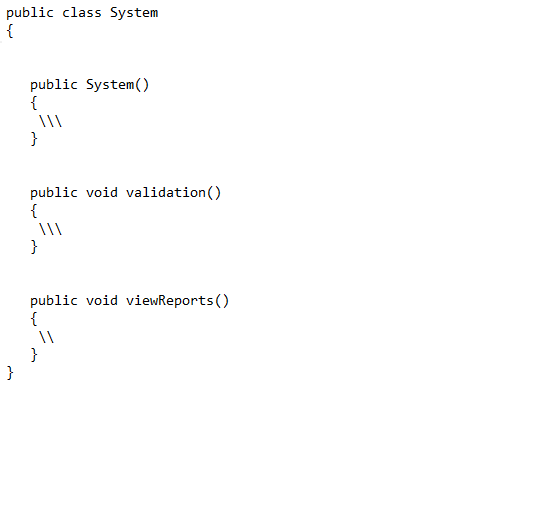 public class System
{
public System()
{
\\\
}
public void validation()
{
\\\
}
public void viewReports()
{
\\
}
}